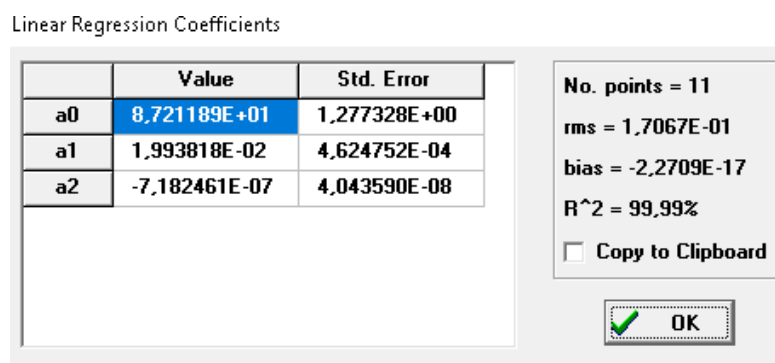 Linear Regression Coefficients
Value Std. Error
a0 8,721189E+01 1,277328E+00
a1 1,993818E-02 4,624752E-04
a2 -7,182461E-07 4,043590E-08
No. points = 11
rms = 1,7067E-01
bias = -2,2709E-17
R^2 = 99,99%
Copy to Clipboard
OK